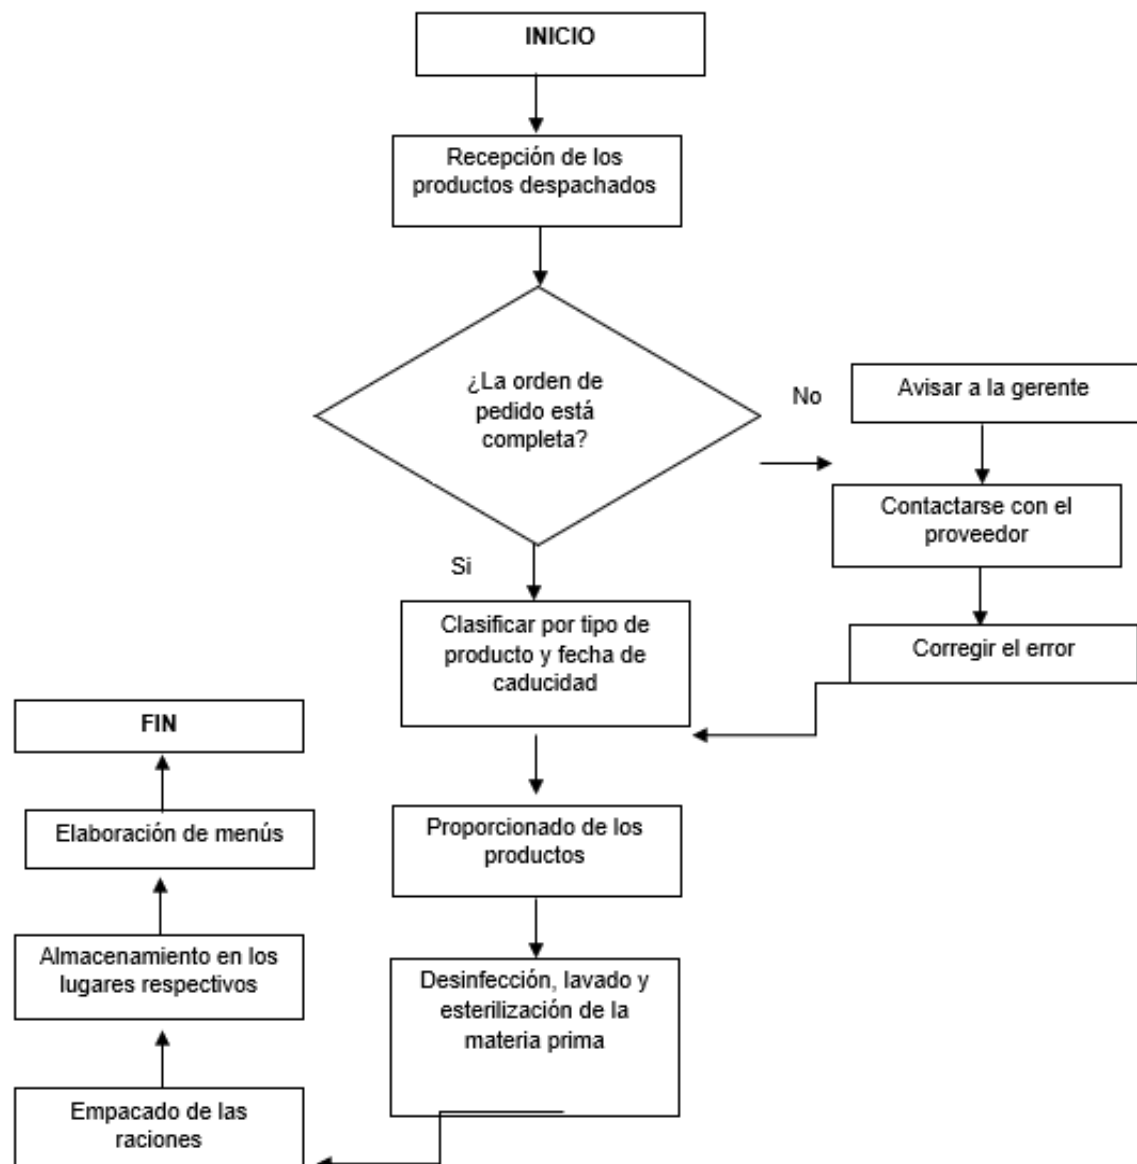 INICIO
Recepción de los
productos despachados
¿La orden de
pedido está
completa?
No
Avisar a la gerente
Contactarse con el
proveedor
Corregir el error
Si
Clasificar por tipo de
producto y fecha de
caducidad
Proporcionado de los
productos
Desinfección, lavado y
esterilización de la
materia prima
Empacado de las
raciones
Almacenamiento en los
lugares respectivos
Elaboración de menús
FIN